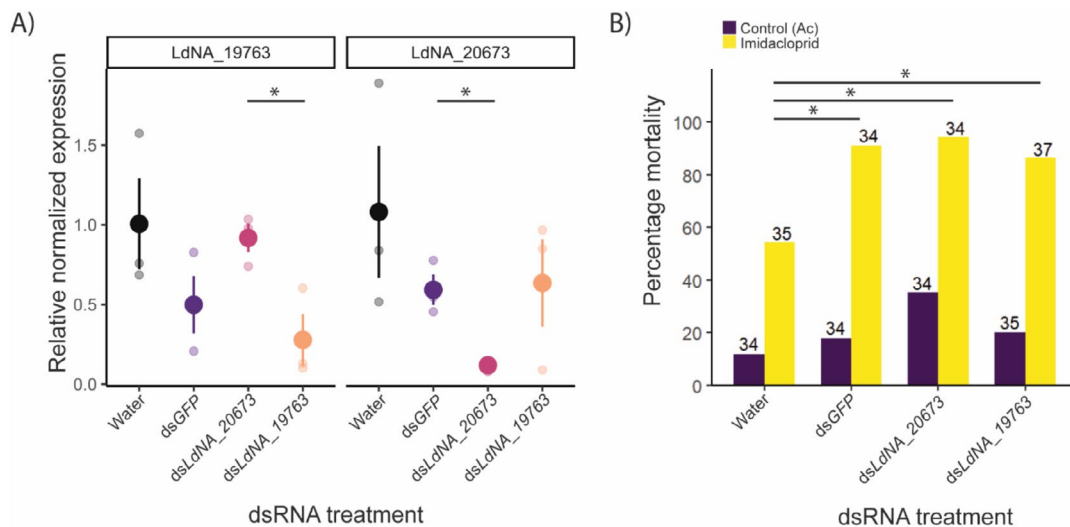 A)
LdNA_19763
LdNA_20673
*
*
Relative normalized expression
1.5
1.0
0.5
0.0
Water
dsGFP
dsLdNA_20673
dsLdNA_19763
Water
dsGFP
dsLdNA_20673
dsLdNA_19763
dsRNA treatment
B)
Control (Ac)
Imidacloprid
*
*
*
Percentage mortality
100
80
60
40
20
0
34
35
34
34
34
34
35
37
Water
dsGFP
dsLdNA_20673
dsLdNA_19763
dsRNA treatment